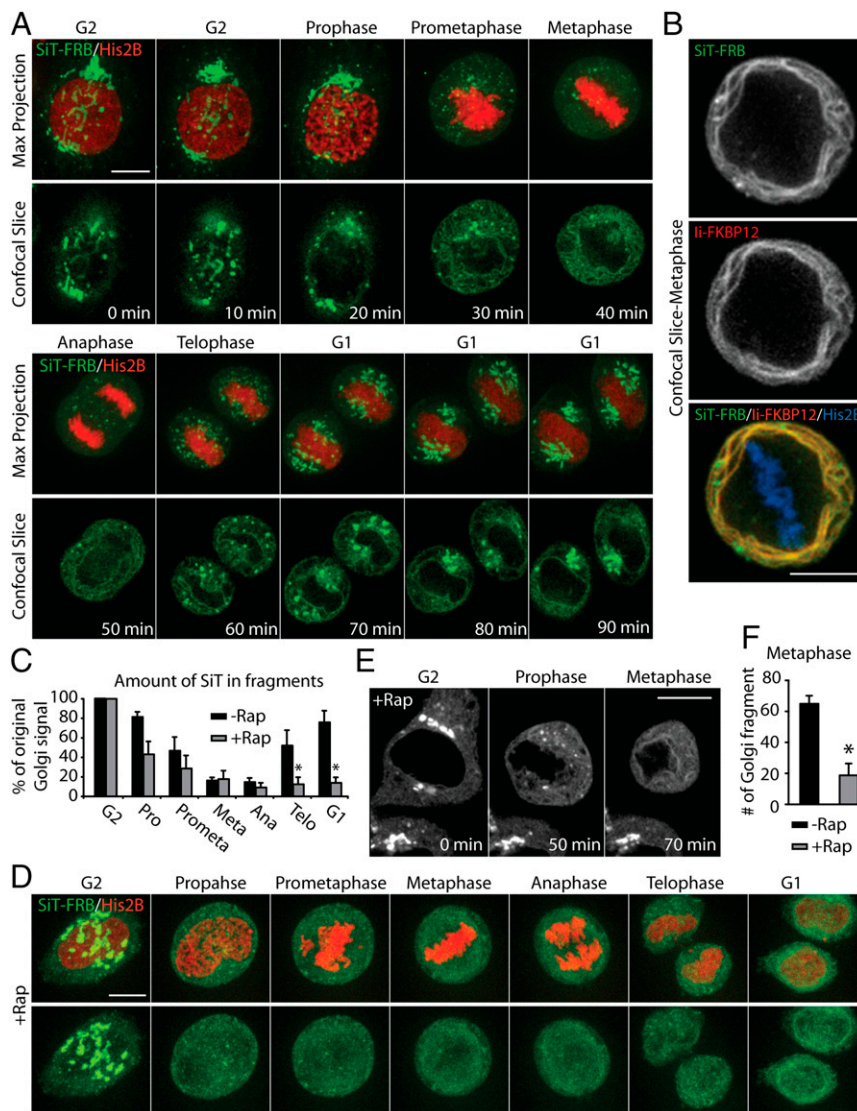 A
G2
G2
Prophase
Prometaphase
Metaphase
SiT-FRB/His2B
Max Projection
Confocal Slice
0 min
10 min
20 min
30 min
40 min
Anaphase
Telophase
G1
G1
G1
SiT-FRB/His2B
Max Projection
Confocal Slice
50 min
60 min
70 min
80 min
90 min
B
SiT-FRB
Ii-FKBP12
SiT-FRB/Ii-FKBP12/His2B
Confocal Slice-Metaphase
C
Amount of SiT in fragments
% of original
Golgi signal
100
80
60
40
20
0
-Rap
+Rap
*
*
G2
Pro
Prometa
Meta
Ana
Telo
G1
E
G2
Prophase
Metaphase
+Rap
0 min
50 min
70 min
F
Metaphase
# of Golgi fragment
80
60
40
20
0
*
-Rap
+Rap
D
G2
Propahse
Prometaphase
Metaphase
Anaphase
Telophase
G1
SiT-FRB/His2B
+Rap